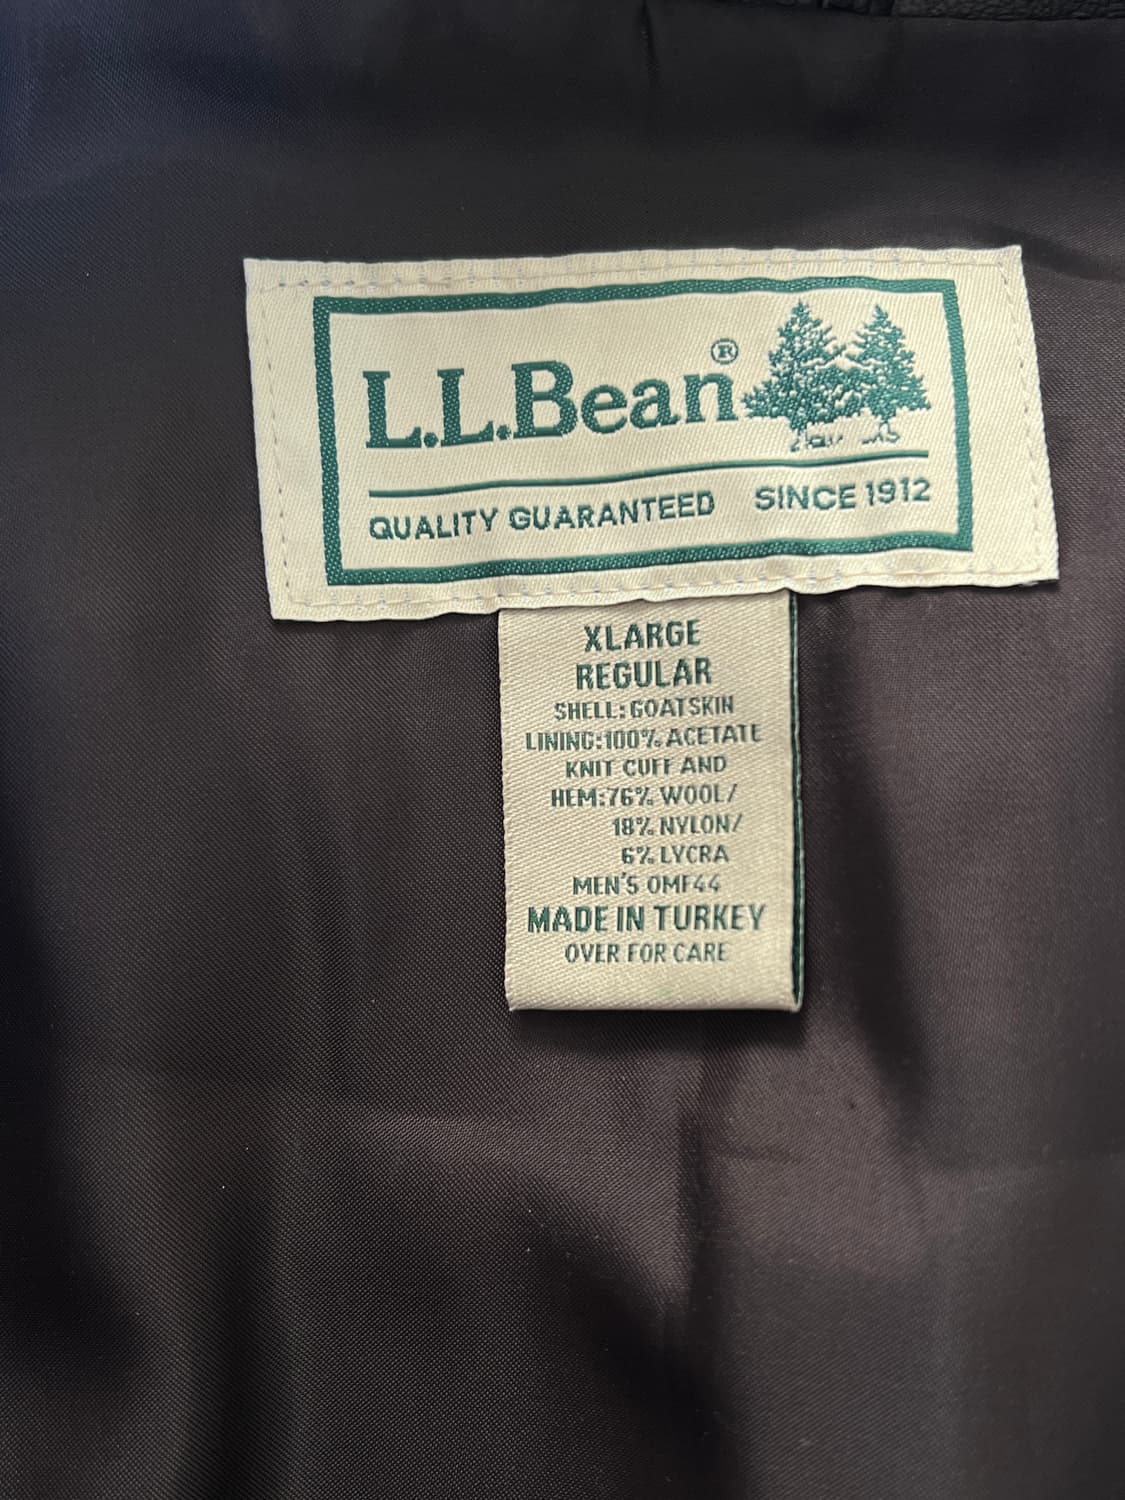 L.L.Bean®
QUALITY GUARANTEED SINCE 1912
XLARGE
REGULAR
SHELL: GOATSKIN
LINING:100% ACETATE
KNIT CUFF AND
HEM:76% WOOL/
18% NYLON/
6% LYCRA
MEN'S 0MF44
MADE IN TURKEY
OVER FOR CARE